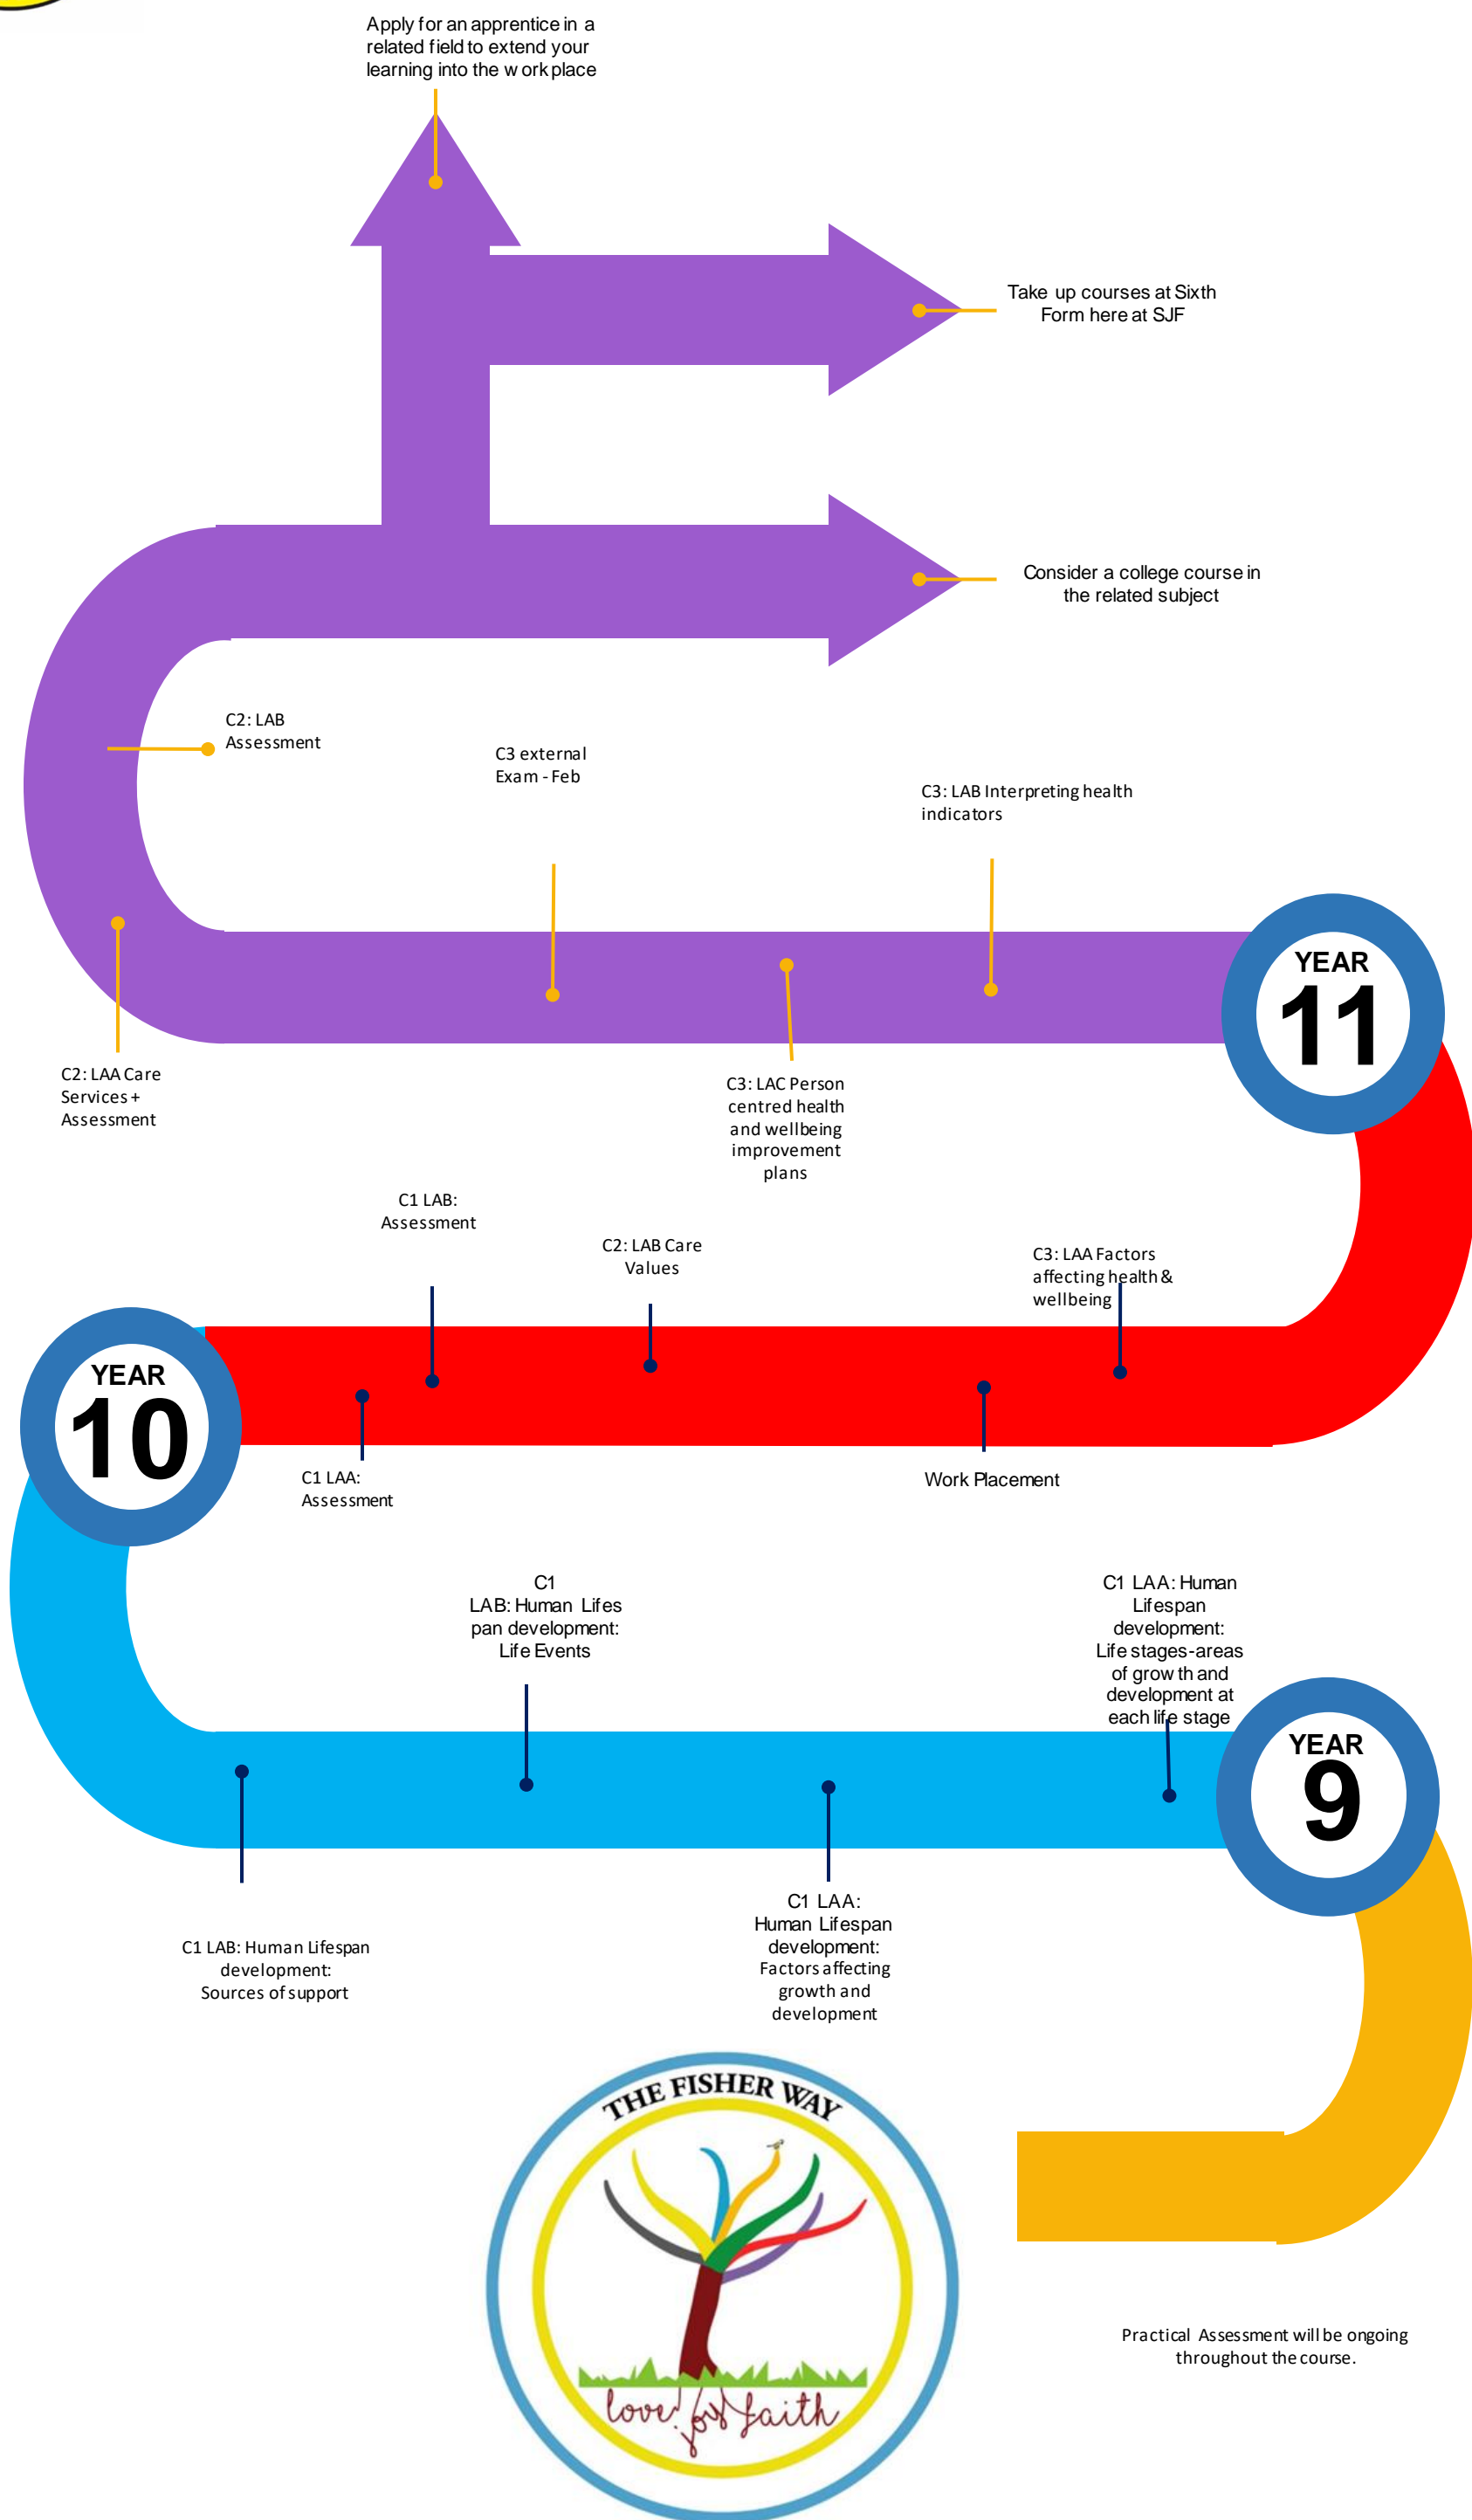 Apply for an apprentice in a
related field to extend your
learning into the workplace
Take up courses at Sixth
Form here at SJF
Consider a college course in
the related subject
C2: LAB
Assessment
C3 external
Exam - Feb
C3: LAB Interpreting health
indicators
YEAR
11
C2: LAA Care
Services +
Assessment
C3: LAC Person
centred health
and wellbeing
improvement
plans
C1 LAB:
Assessment
C2: LAB Care
Values
C3: LAA Factors
affecting health &
wellbeing
YEAR
10
C1 LAA:
Assessment
Work Placement
C1
LAB: Human Lifes
pan development:
Life Events
C1 LAA: Human
Lifespan
development:
Life stages-areas
of growth and
development at
each life stage
YEAR
9
C1 LAB: Human Lifespan
development:
Sources of support
C1 LAA:
Human Lifespan
development:
Factors affecting
growth and
development
THE FISHER WAY
love joy faith
Practical Assessment will be ongoing
throughout the course.